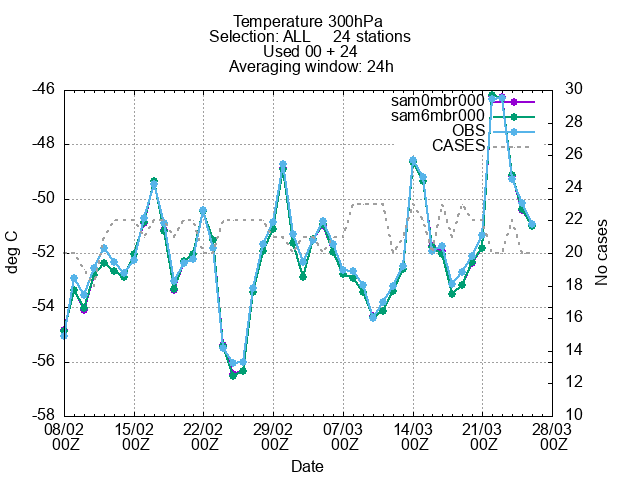 Temperature 300hPa
Selection: ALL 24 stations
Used 00 + 24
Averaging window: 24h
sam0mbr000
sam6mbr000
OBS
CASES
-46
-48
-50
-52
-54
-56
-58
deg C
30
28
26
24
22
20
18
16
14
12
10
No cases
08/02 15/02 22/02 29/02 07/03 14/03 21/03 28/03
00Z 00Z 00Z 00Z 00Z 00Z 00Z 00Z
Date